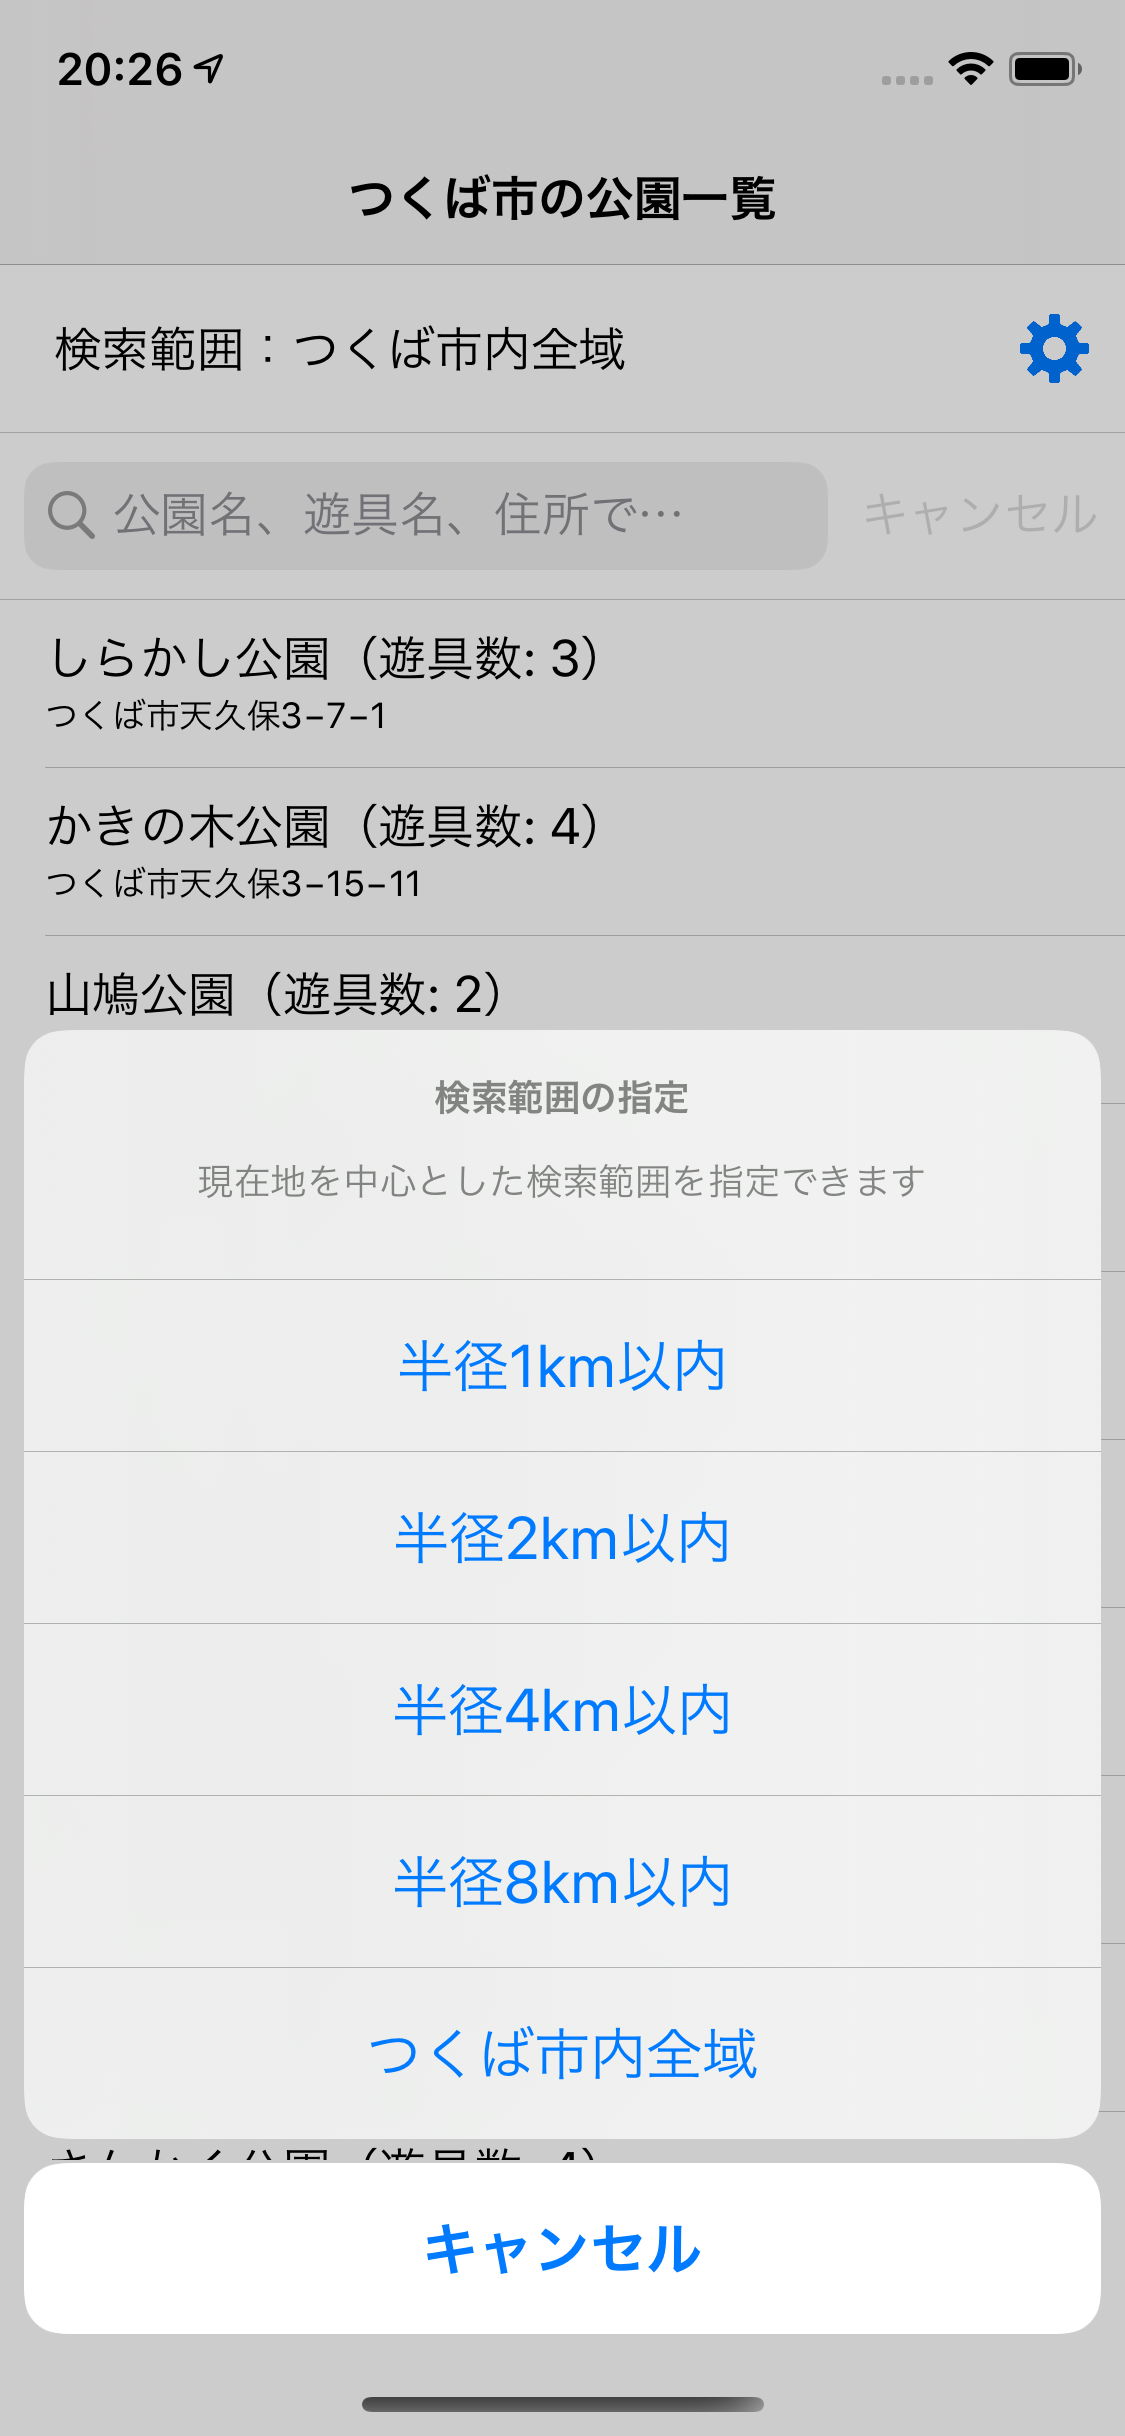 20:26
つくば市の公園一覧
検索範囲：つくば市内全域
公園名、遊具名、住所で…
キャンセル
しらかし公園（遊具数: 3）
つくば市天久保3−7−1
かきの木公園（遊具数: 4）
つくば市天久保3−15−11
山鳩公園（遊具数: 2）
検索範囲の指定
現在地を中心とした検索範囲を指定できます
半径1km以内
半径2km以内
半径4km以内
半径8km以内
つくば市内全域
公園（遊具数: 4）
キャンセル